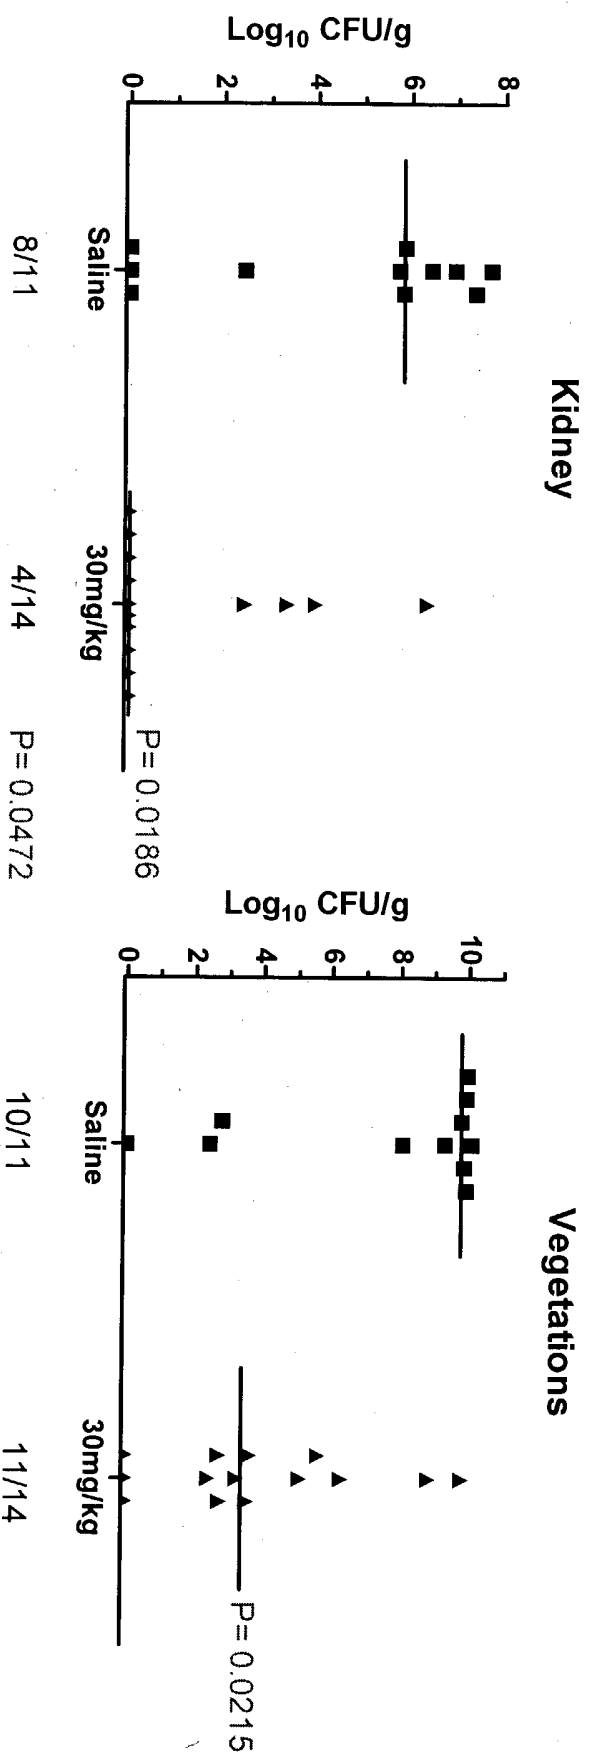 Kidney
Log10 CFU/g
8
6
4
2
0
Saline
30mg/kg
P= 0.0186
8/11
4/14
P= 0.0472
Vegetations
Log10 CFU/g
10
8
6
4
2
0
Saline
30mg/kg
P= 0.0215
10/11
11/14